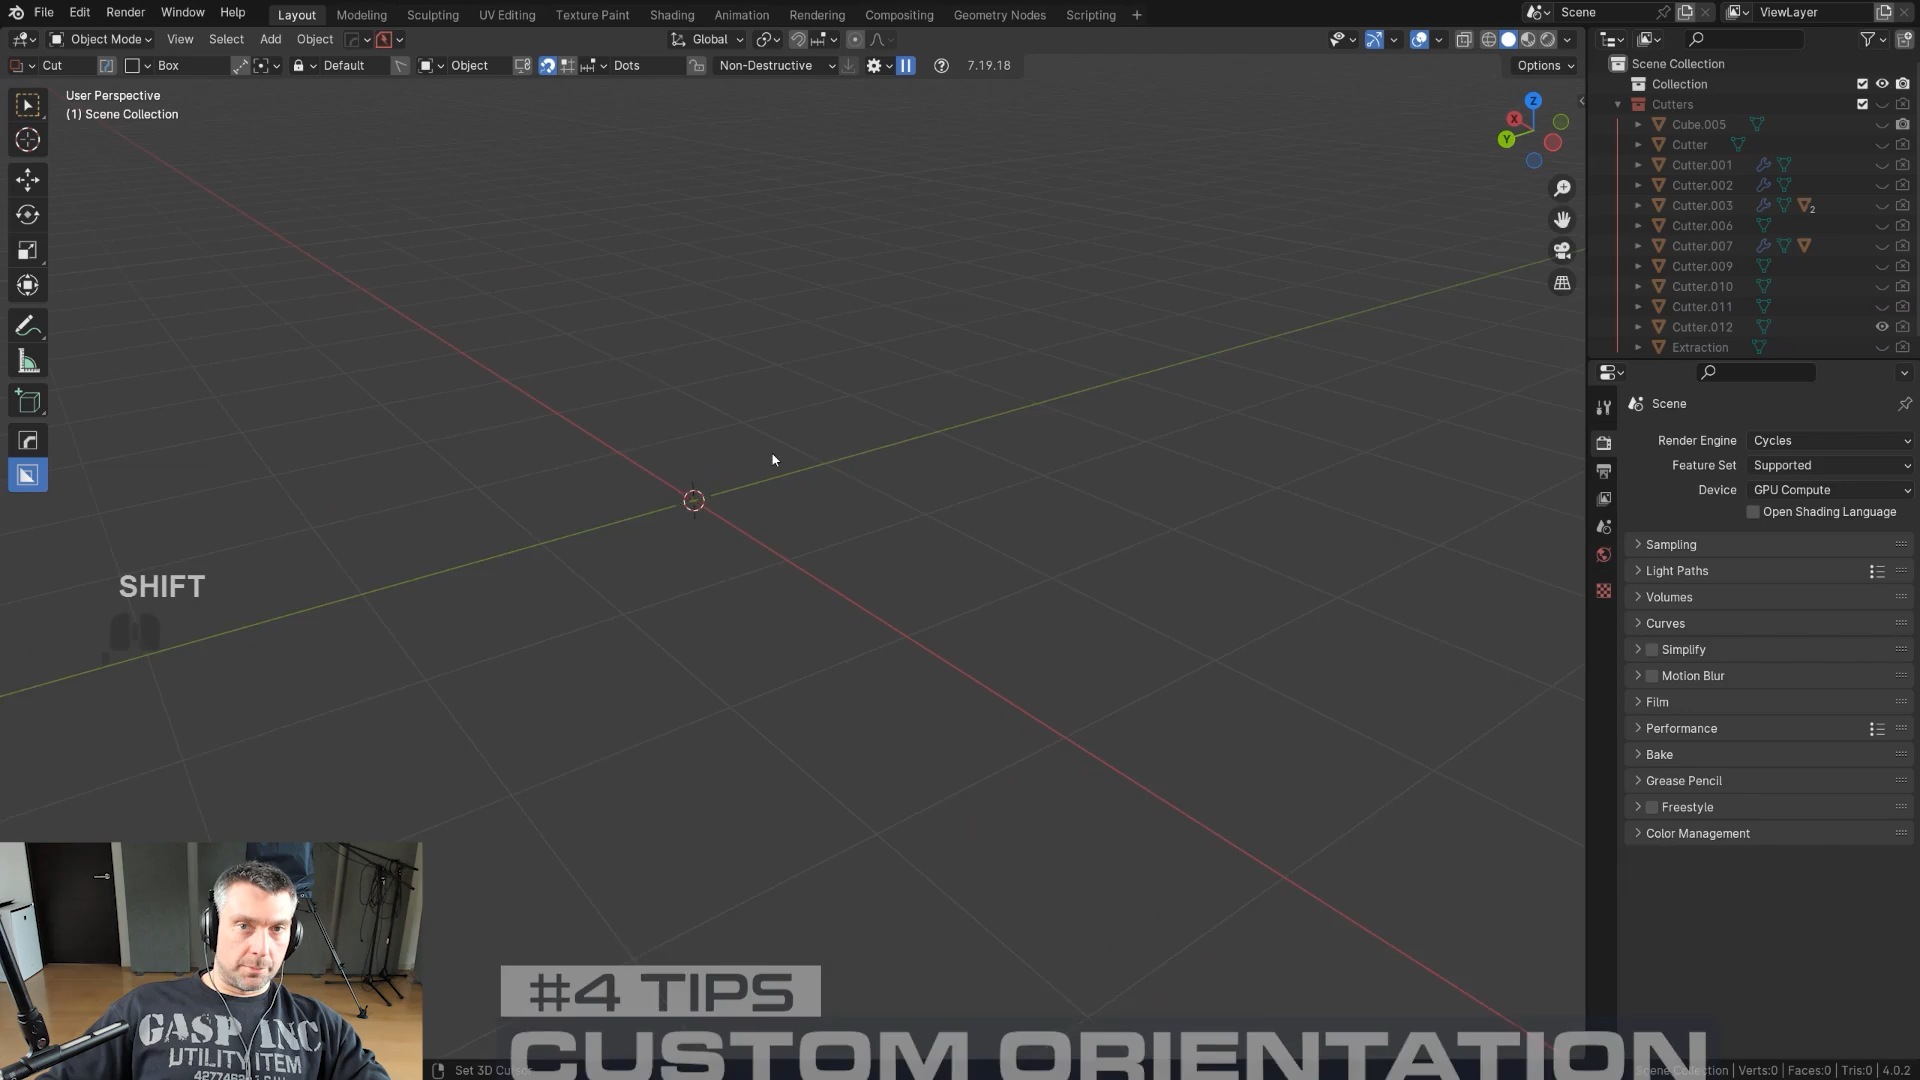 File Edit Render Window Help Layout Modeling Sculpting UV Editing Texture Paint Shading Animation Rendering Compositing Geometry Nodes Scripting + Scene ViewLayer
Object Mode View Select Add Object Global
Cut Box Default Object Dots Non-Destructive 7.19.18 Options
User Perspective
(1) Scene Collection
Z
X
Y
Scene Collection
Collection
Cutters
Cube.005
Cutter
Cutter.001
Cutter.002
Cutter.003 2
Cutter.006
Cutter.007
Cutter.009
Cutter.010
Cutter.011
Cutter.012
Extraction
Scene
Render Engine Cycles
Feature Set Supported
Device GPU Compute
Open Shading Language
Sampling
Light Paths
Volumes
Curves
Simplify
Motion Blur
Film
Performance
Bake
Grease Pencil
Freestyle
Color Management
SHIFT
GASP INC
UTILITY ITEM
#4 TIPS
CUSTOM ORIENTATION
Set 3D Cursor
Scene Collection | Verts:0 | Faces:0 | Tris:0 | 4.0.2